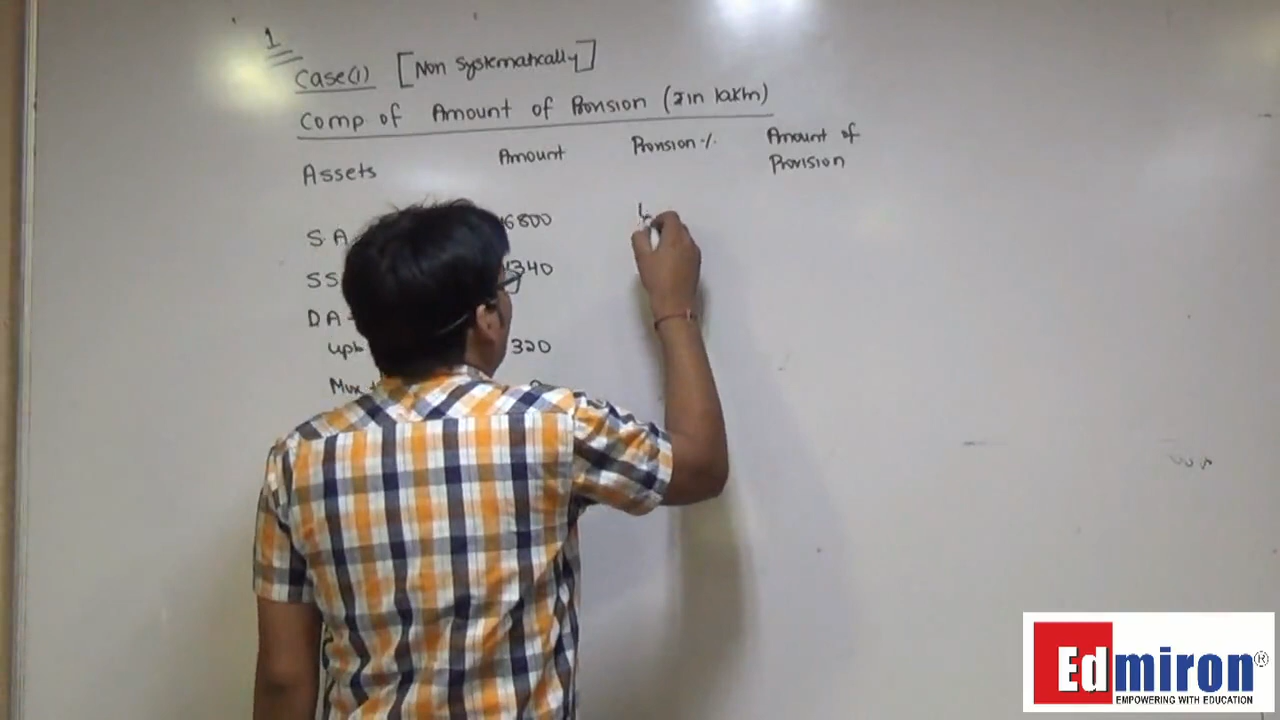 1
Case(1) [Non Systematically]
Comp of Amount of Provision (₹ in lakh)
Assets Amount Provision % Amount of Provision
S.A 6800
SS 1340
DA -
upto 320
Edmiron®
EMPOWERING WITH EDUCATION